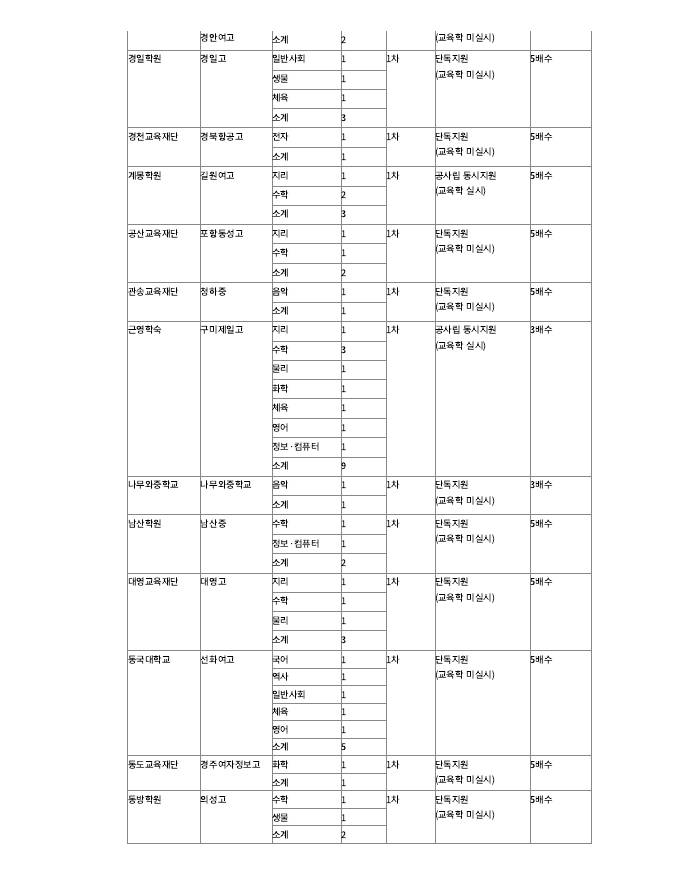 경안여고 소계 2 (교육학 미실시)
경일학원 경일고 일반사회 1 1차 단독지원 5배수
생물 1 (교육학 미실시)
체육 1
소계 3
경천교육재단 경북항공고 전자 1 1차 단독지원 5배수
소계 1 (교육학 미실시)
계몽학원 길원여고 지리 1 1차 공사립 동시지원 5배수
수학 2 (교육학 실시)
소계 3
공산교육재단 포항동성고 지리 1 1차 단독지원 5배수
수학 1 (교육학 미실시)
소계 2
관송교육재단 청하중 음악 1 1차 단독지원 5배수
소계 1 (교육학 미실시)
근영학숙 구미제일고 지리 1 1차 공사립 동시지원 3배수
수학 3 (교육학 실시)
물리 1
화학 1
체육 1
영어 1
정보·컴퓨터 1
소계 9
나무와중학교 나무와중학교 음악 1 1차 단독지원 3배수
소계 1 (교육학 미실시)
남산학원 남산중 수학 1 1차 단독지원 5배수
정보·컴퓨터 1 (교육학 미실시)
소계 2
대영교육재단 대영고 지리 1 1차 단독지원 5배수
수학 1 (교육학 미실시)
물리 1
소계 3
동국대학교 선화여고 국어 1 1차 단독지원 5배수
역사 1 (교육학 미실시)
일반사회 1
체육 1
영어 1
소계 5
동도교육재단 경주여자정보고 화학 1 1차 단독지원 5배수
소계 1 (교육학 미실시)
동방학원 의성고 수학 1 1차 단독지원 5배수
생물 1 (교육학 미실시)
소계 2